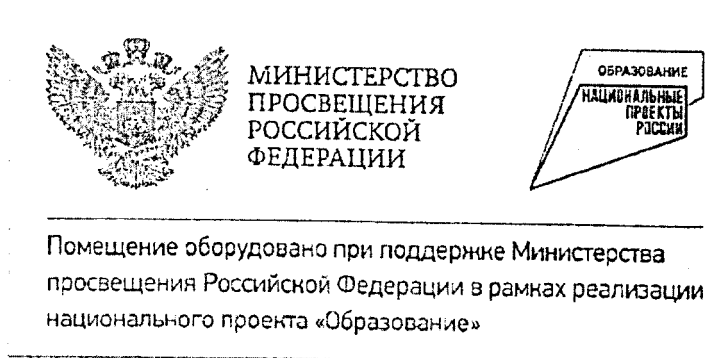 МИНИСТЕРСТВО
ПРОСВЕЩЕНИЯ
РОССИЙСКОЙ
ФЕДЕРАЦИИ
ОБРАЗОВАНИЕ
НАЦИОНАЛЬНЫЕ
ПРОЕКТЫ
РОССИИ
Помещение оборудовано при поддержке Министерства
просвещения Российской Федерации в рамках реализации
национального проекта «Образование»